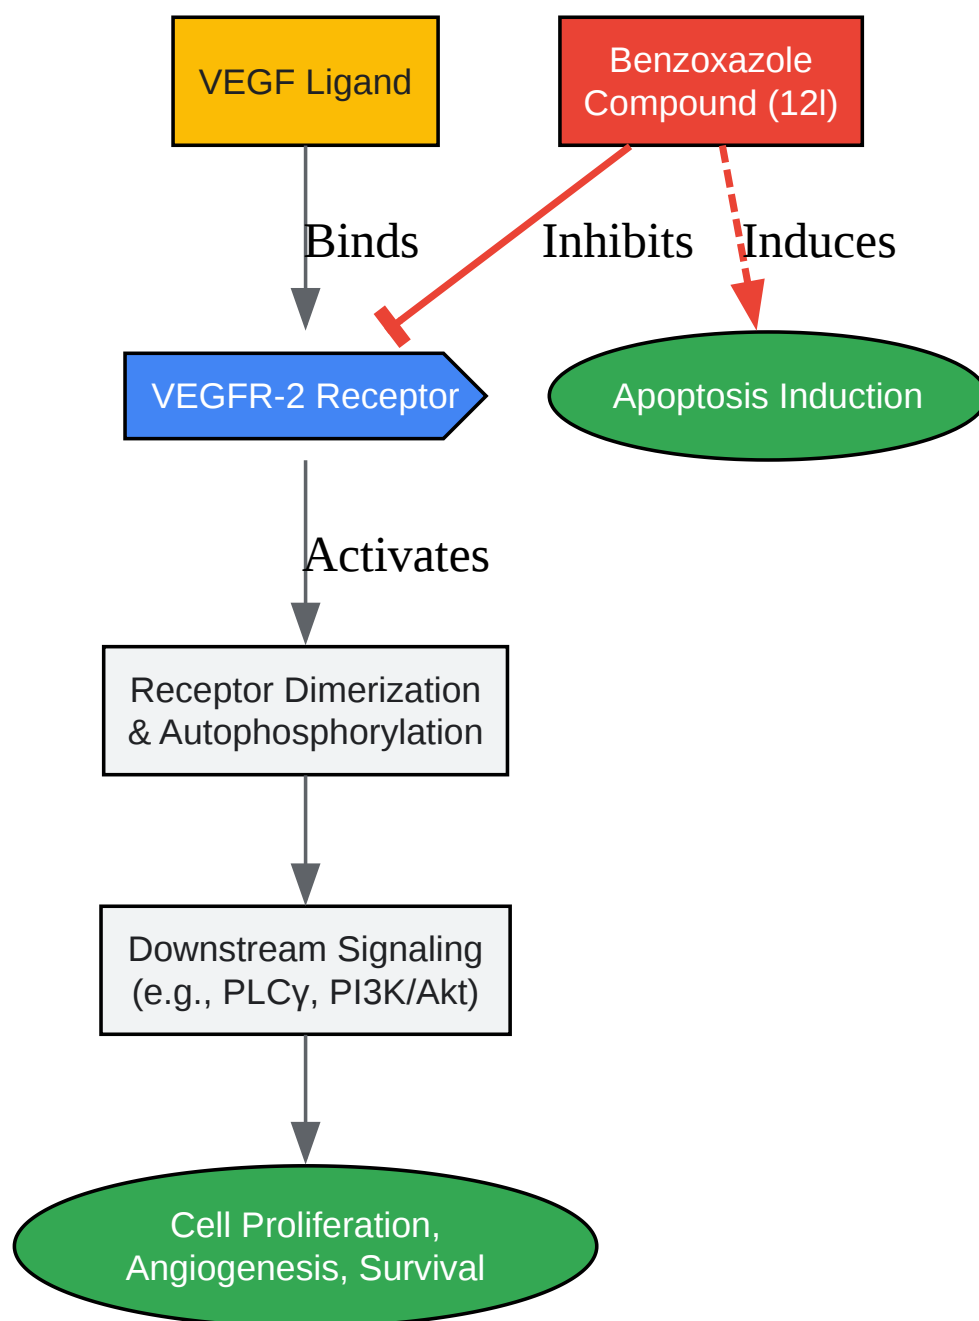 VEGF Ligand
Benzoxazole
Compound (12l)
Binds
Inhibits
Induces
VEGFR-2 Receptor
Apoptosis Induction
Activates
Receptor Dimerization
& Autophosphorylation
Downstream Signaling
(e.g., PLCγ, PI3K/Akt)
Cell Proliferation,
Angiogenesis, Survival